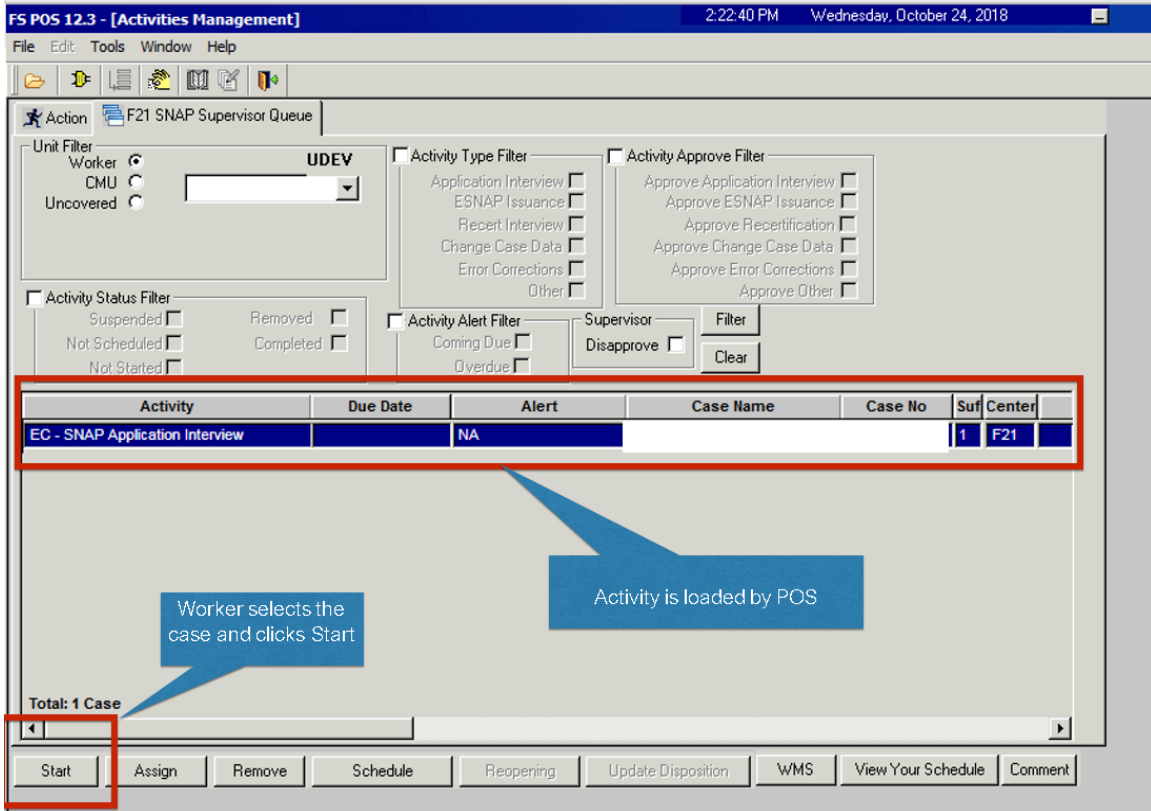 FS POS 12.3 - [Activities Management] 2:22:40 PM Wednesday, October 24, 2018
File Edit Tools Window Help
Action F21 SNAP Supervisor Queue
Unit Filter
Worker UDEV
CMU
Uncovered
Activity Type Filter
Application Interview
ESNAP Issuance
Recert Interview
Change Case Data
Error Corrections
Other
Activity Approve Filter
Approve Application Interview
Approve ESNAP Issuance
Approve Recertification
Approve Change Case Data
Approve Error Corrections
Approve Other
Activity Status Filter
Suspended Removed
Not Scheduled Completed
Not Started
Activity Alert Filter
Coming Due
Overdue
Supervisor
Disapprove
Filter
Clear
Activity Due Date Alert Case Name Case No Suf Center
EC - SNAP Application Interview NA 1 F21
Activity is loaded by POS
Worker selects the
case and clicks Start
Total: 1 Case
Start Assign Remove Schedule Reopening Update Disposition WMS View Your Schedule Comment